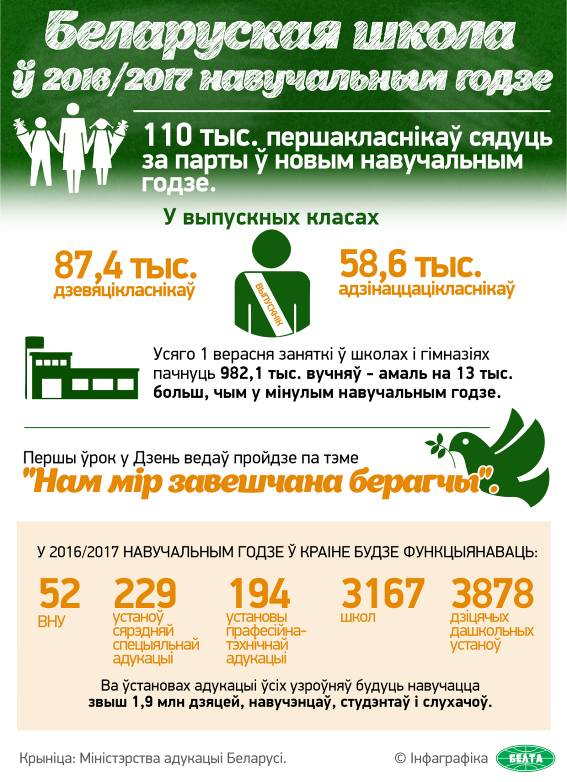 Беларуская школа
ў 2016/2017 навучальным годзе
110 тыс. першакласнікаў сядуць
за парты ў новым навучальным
годзе.
У выпускных класах
87,4 тыс.
дзевяцікласнікаў
ВЫПУСКНІК
58,6 тыс.
адзінаццацікласнікаў
Усяго 1 верасня заняткі ў школах і гімназіях
пачнуць 982,1 тыс. вучняў - амаль на 13 тыс.
больш, чым у мінулым навучальным годзе.
Першы ўрок у Дзень ведаў пройдзе па тэме
"Нам мір завешчана берагчы".
У 2016/2017 НАВУЧАЛЬНЫМ ГОДЗЕ Ў КРАІНЕ БУДЗЕ ФУНКЦЫЯНАВАЦЬ:
52
ВНУ
229
устаноў
сярэдняй
спецыяльнай
адукацыі
194
установы
прафесійна-
тэхнічнай
адукацыі
3167
школ
3878
дзіцячых
дашкольных
устаноў
Ва ўстановах адукацыі ўсіх узроўняў будуць навучацца
звыш 1,9 млн дзяцей, навучэнцаў, студэнтаў і слухачоў.
Крыніца: Міністэрства адукацыі Беларусі.
© Інфаграфіка БЕЛТА